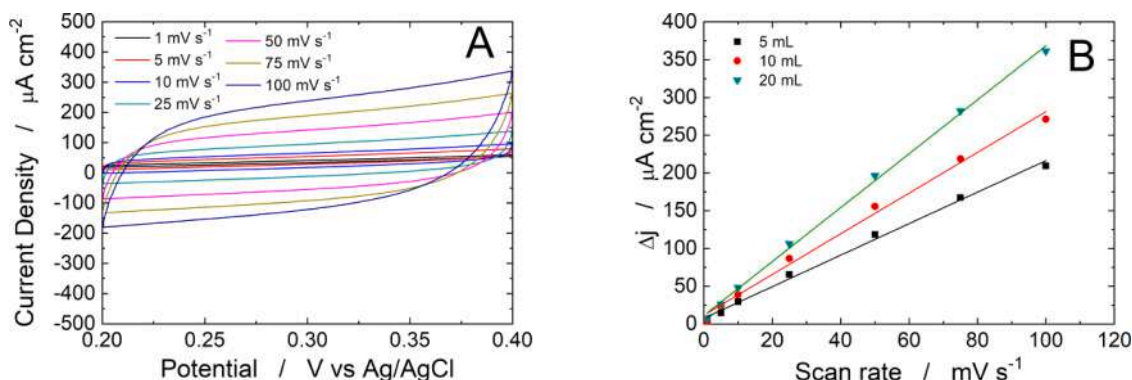 A
1 mV s⁻¹
5 mV s⁻¹
10 mV s⁻¹
25 mV s⁻¹
50 mV s⁻¹
75 mV s⁻¹
100 mV s⁻¹
Current Density / μA cm⁻²
500
400
300
200
100
0
-100
-200
-300
-400
-500
0.20 0.25 0.30 0.35 0.40
Potential / V vs Ag/AgCl
B
5 mL
10 mL
20 mL
Δj / μA cm⁻²
400
350
300
250
200
150
100
50
0
0 20 40 60 80 100 120
Scan rate / mV s⁻¹